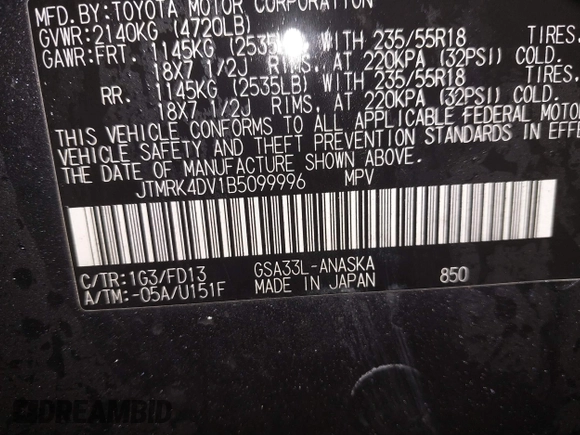 MFD. BY: TOYOTA MOTOR CORPORATION
GVWR: 2140KG (4720LB)
GAWR: FRT. 1145KG (2535LB) WITH 235/55R18 TIRES.
18X7 1/2J RIMS, AT 220KPA (32PSI) COLD.
RR. 1145KG (2535LB) WITH 235/55R18 TIRES.
18X7 1/2J RIMS, AT 220KPA (32PSI) COLD.
THIS VEHICLE CONFORMS TO ALL APPLICABLE FEDERAL MOTOR
VEHICLE SAFETY AND THEFT PREVENTION STANDARDS IN EFFE
THE DATE OF MANUFACTURE SHOWN ABOVE.
JTMRK4DV1B5099996 MPV
C/TR: 1G3/FD13 GSA33L-ANASKA 850
A/TM: -05A/U151F MADE IN JAPAN
DREAMBID